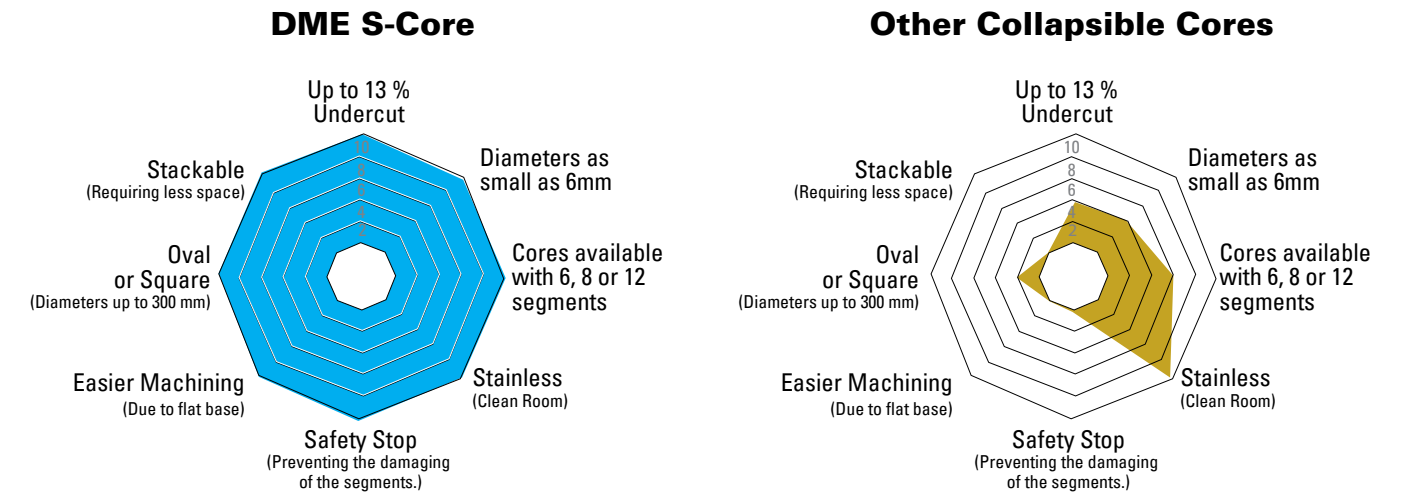 DME S-Core
Up to 13 %
Undercut
Diameters as
small as 6mm
Cores available
with 6, 8 or 12
segments
Stainless
(Clean Room)
Safety Stop
(Preventing the damaging
of the segments.)
Easier Machining
(Due to flat base)
Oval
or Square
(Diameters up to 300 mm)
Stackable
(Requiring less space)
10
8
6
4
2
Other Collapsible Cores
Up to 13 %
Undercut
Diameters as
small as 6mm
Cores available
with 6, 8 or 12
segments
Stainless
(Clean Room)
Safety Stop
(Preventing the damaging
of the segments.)
Easier Machining
(Due to flat base)
Oval
or Square
(Diameters up to 300 mm)
Stackable
(Requiring less space)
10
8
6
4
2